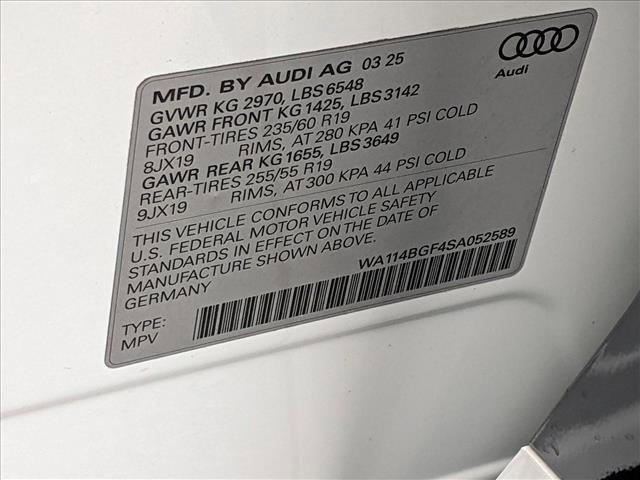 MFD. BY AUDI AG 03 25
Audi
GVWR KG 2970, LBS 6548
GAWR FRONT KG 1425, LBS 3142
FRONT-TIRES 235/60 R19
8JX19 RIMS, AT 280 KPA 41 PSI COLD
GAWR REAR KG 1655, LBS 3649
REAR-TIRES 255/55 R19
9JX19 RIMS, AT 300 KPA 44 PSI COLD
THIS VEHICLE CONFORMS TO ALL APPLICABLE
U.S. FEDERAL MOTOR VEHICLE SAFETY
STANDARDS IN EFFECT ON THE DATE OF
MANUFACTURE SHOWN ABOVE.
GERMANY
WA114BGF4SA052589
TYPE:
MPV